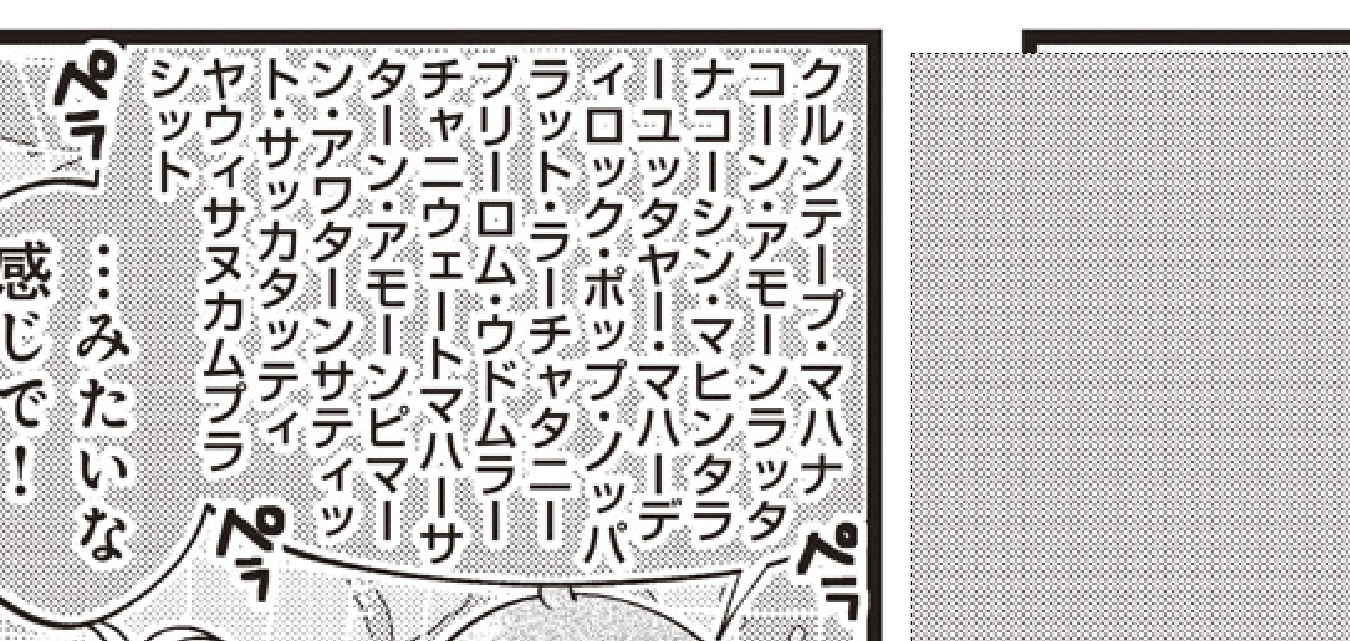 クルンテープ・マハナ
コーン・アモーンラッタ
ナコーシン・マヒンタラ
ーユッタヤー・マハーデ
ィロック・ポップ・ノッパ
ラット・ラーチャタニー
ブリーロム・ウドムラー
チャニウェートマハーサ
ターン・アモーンピマー
ン・アワターンサティッ
ト・サッカタッティ
ヤウィサヌカムプラ
シット
ペラ
ペラ
ペラ
…みたいな
感じで！